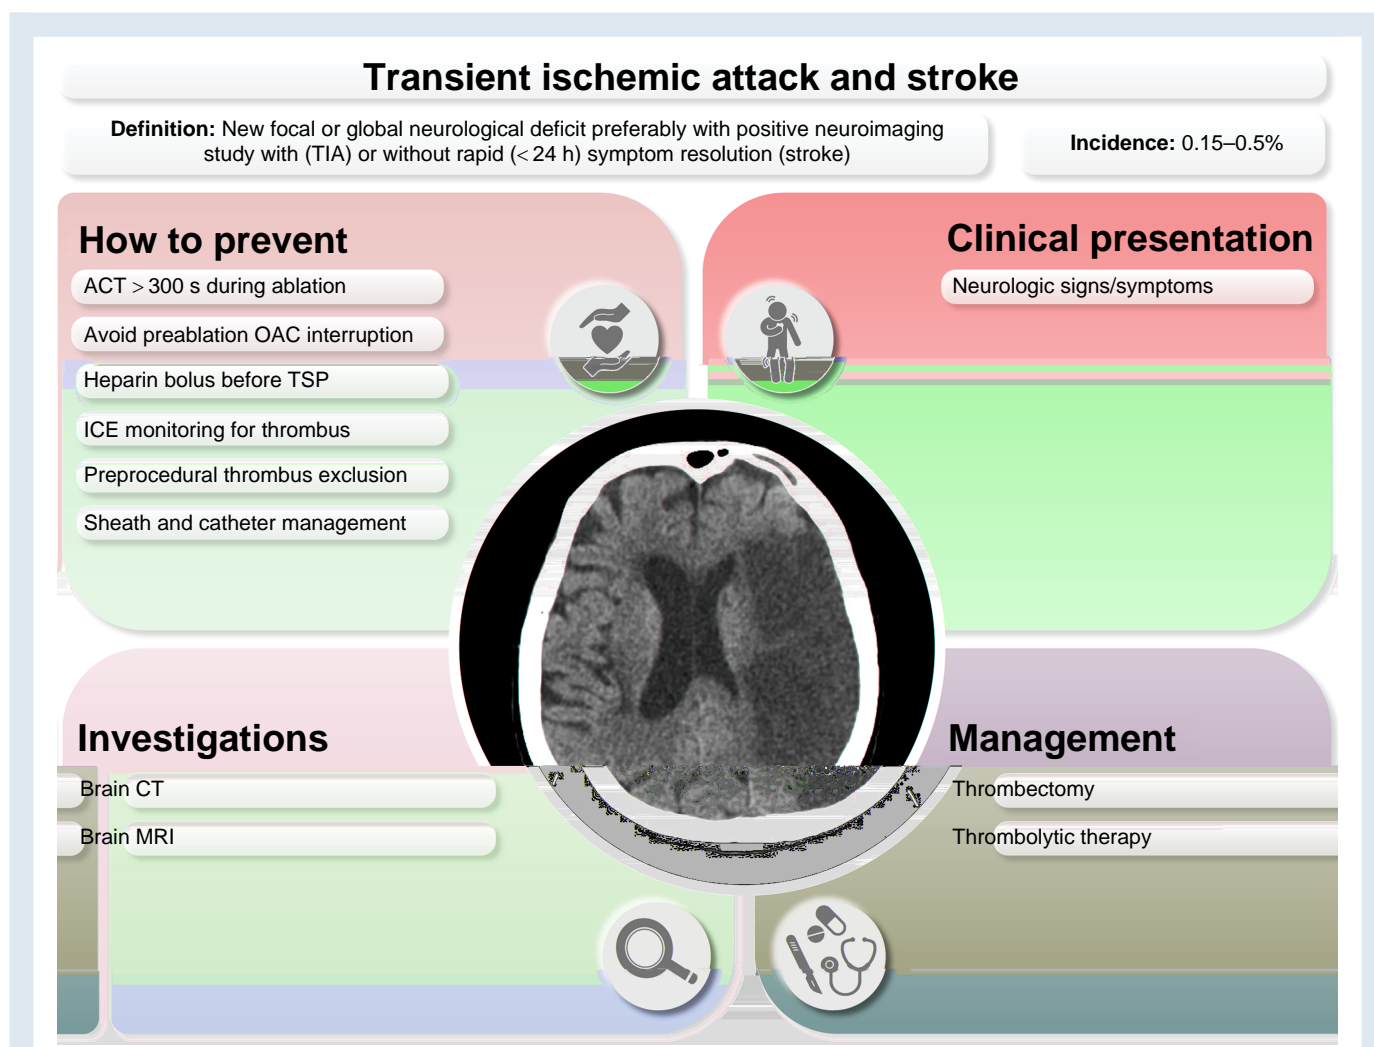 Transient ischemic attack and stroke
Definition: New focal or global neurological deficit preferably with positive neuroimaging
study with (TIA) or without rapid (< 24 h) symptom resolution (stroke)
Incidence: 0.15–0.5%
How to prevent
ACT > 300 s during ablation
Avoid preablation OAC interruption
Heparin bolus before TSP
ICE monitoring for thrombus
Preprocedural thrombus exclusion
Sheath and catheter management
Clinical presentation
Neurologic signs/symptoms
Investigations
Brain CT
Brain MRI
Management
Thrombectomy
Thrombolytic therapy